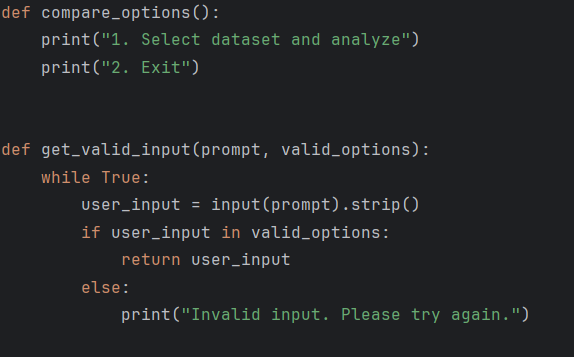 def compare_options():
    print("1. Select dataset and analyze")
    print("2. Exit")
def get_valid_input(prompt, valid_options):
    while True:
        user_input = input(prompt).strip()
        if user_input in valid_options:
            return user_input
        else:
            print("Invalid input. Please try again.")